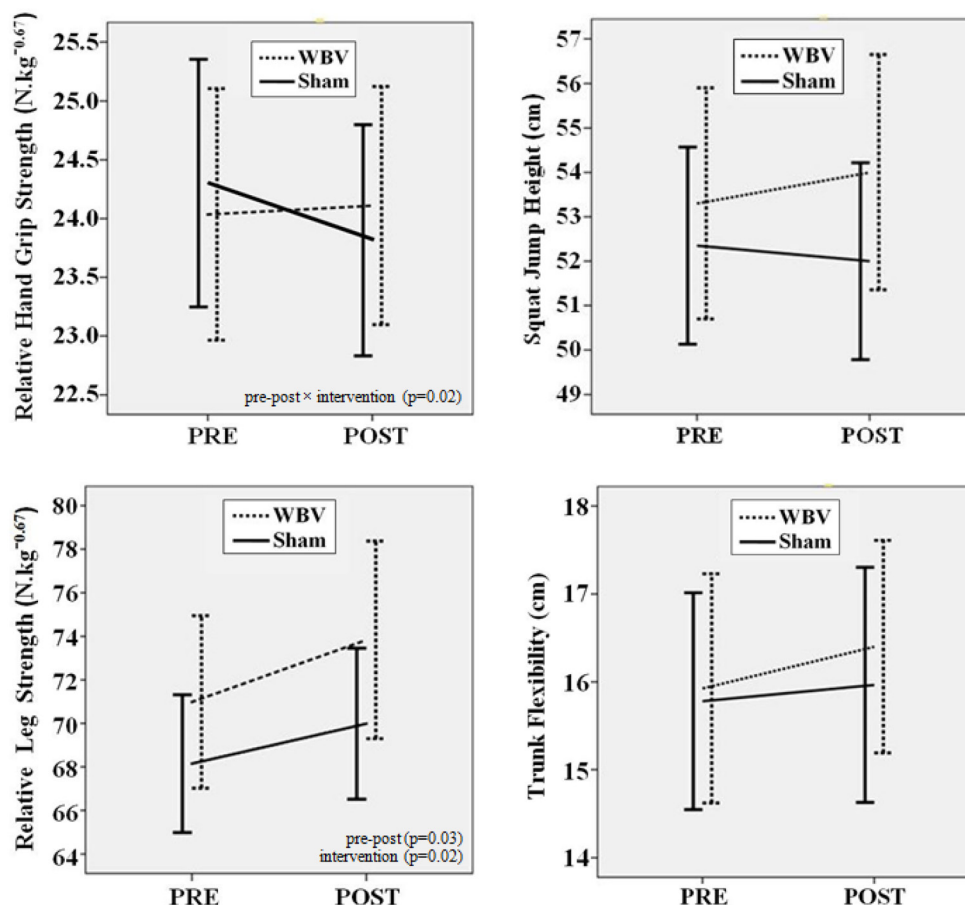 Relative Hand Grip Strength (N.kg⁻⁰·⁶⁷)
25.5
25.0
24.5
24.0
23.5
23.0
22.5
WBV
Sham
pre-post × intervention (p=0.02)
PRE POST
Squat Jump Height (cm)
57
56
55
54
53
52
51
50
49
WBV
Sham
PRE POST
Relative Leg Strength (N.kg⁻⁰·⁶⁷)
80
78
76
74
72
70
68
66
64
WBV
Sham
pre-post (p=0.03)
intervention (p=0.02)
PRE POST
Trunk Flexibility (cm)
18
17
16
15
14
WBV
Sham
PRE POST